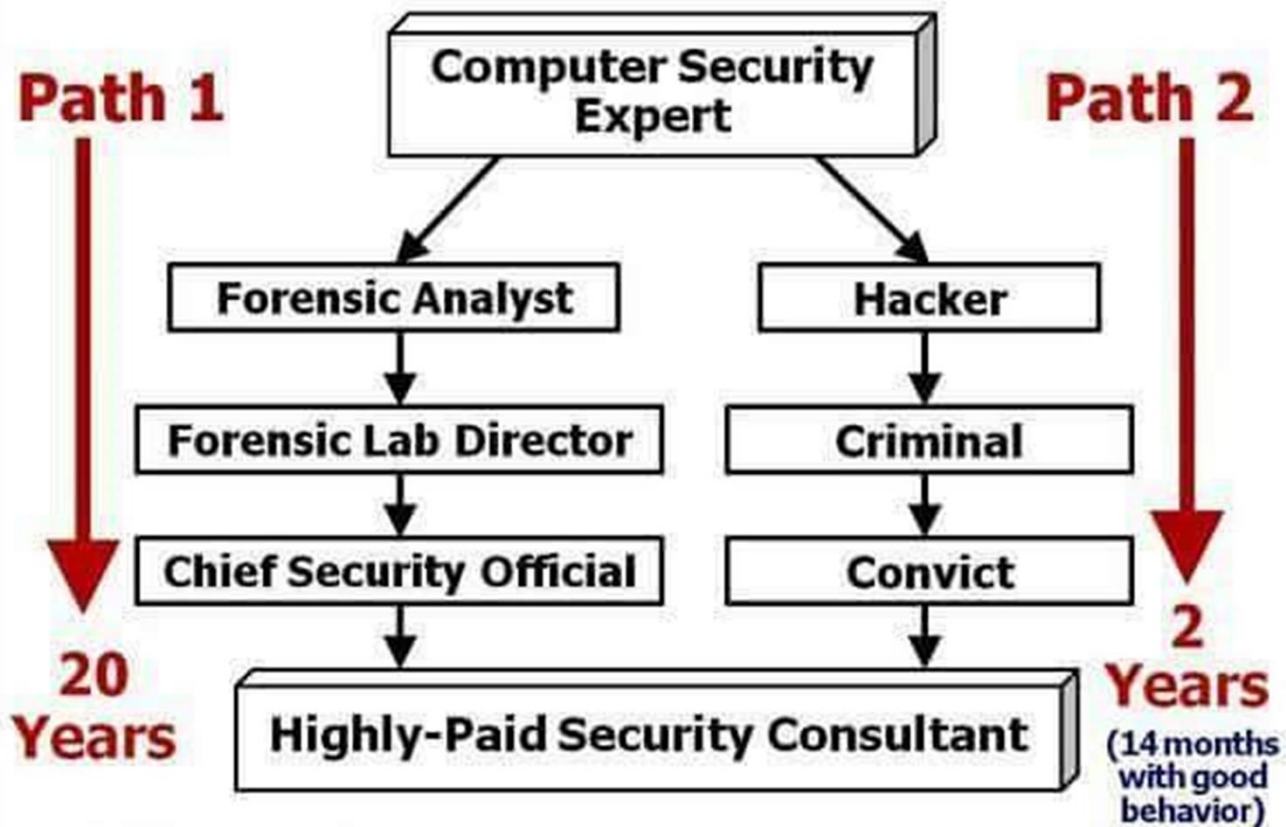 Path 1
Computer Security
Expert
Path 2
Forensic Analyst
Hacker
Forensic Lab Director
Criminal
Chief Security Official
Convict
20
Years
Highly-Paid Security Consultant
2
Years
(14 months
with good
behavior)